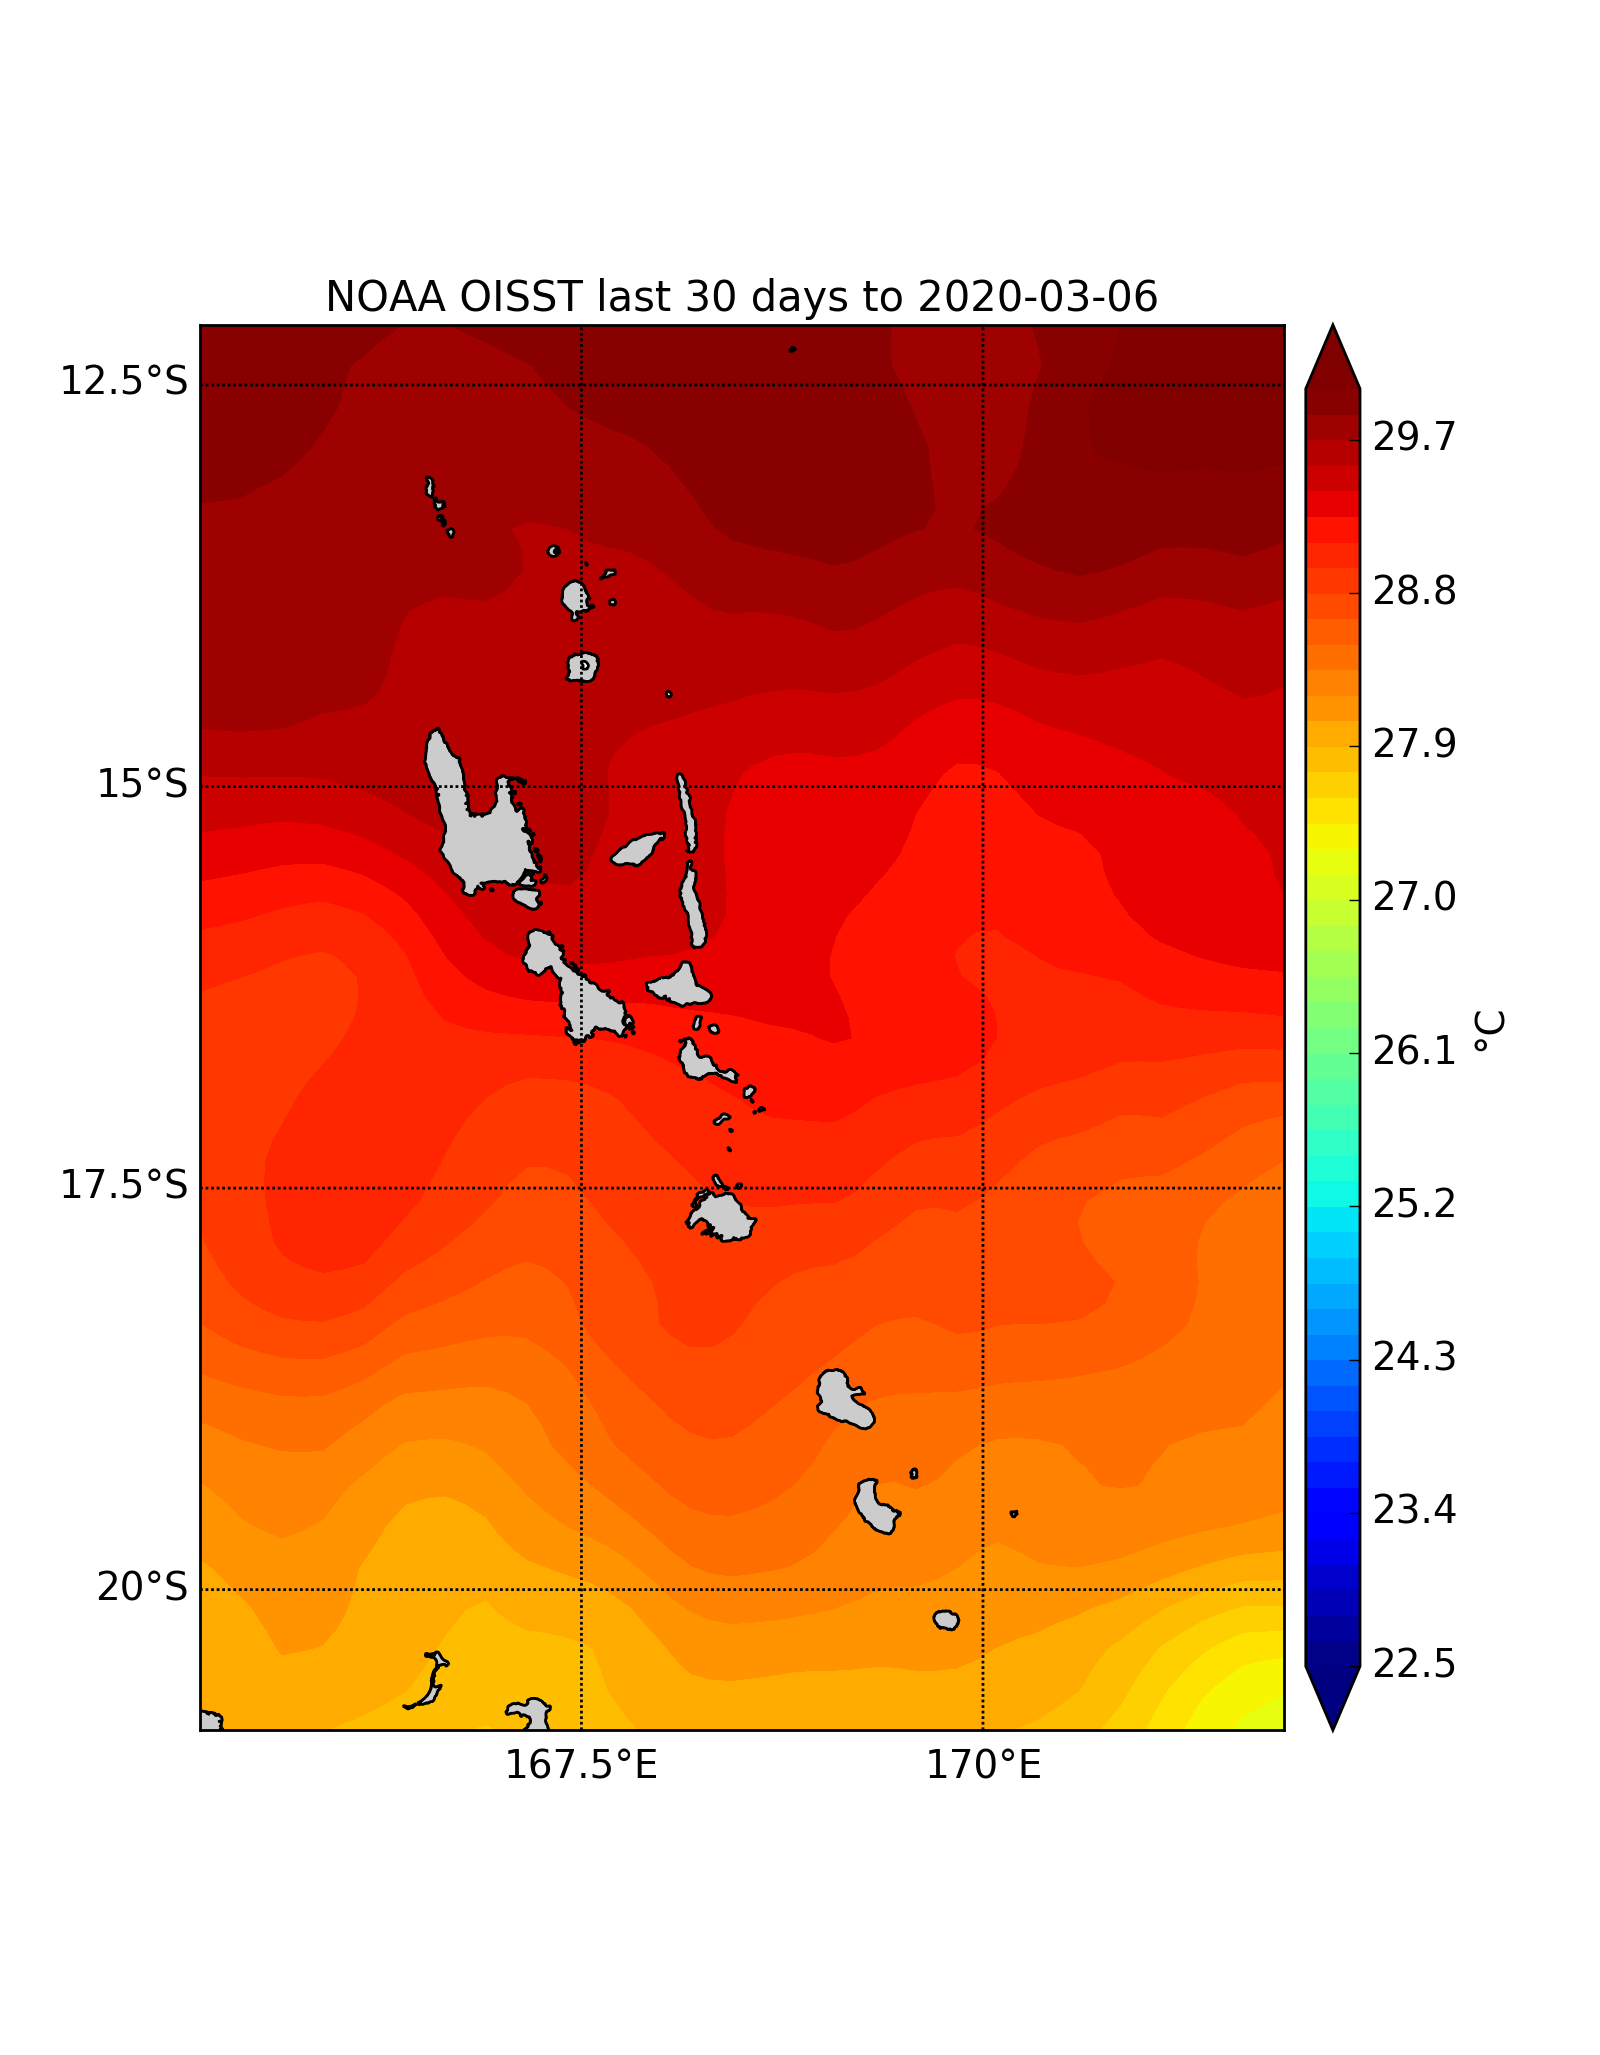 NOAA OISST last 30 days to 2020-03-06
12.5°S
15°S
17.5°S
20°S
167.5°E
170°E
29.7
28.8
27.9
27.0
26.1
25.2
24.3
23.4
22.5
°C